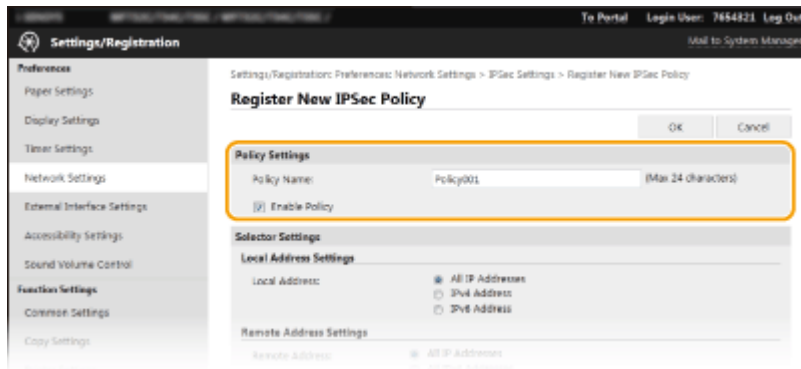 To Portal Login User: 7654321 Log Out
Settings/Registration
Mail to System Manager
Preferences
Paper Settings
Display Settings
Timer Settings
Network Settings
External Interface Settings
Accessibility Settings
Sound Volume Control
Function Settings
Common Settings
Copy Settings
Settings/Registration: Preferences: Network Settings > IPSec Settings > Register New IPSec Policy
Register New IPSec Policy
OK Cancel
Policy Settings
Policy Name: Policy001 (Max 24 characters)
Enable Policy
Selector Settings
Local Address Settings
Local Address: All IP Addresses
IPv4 Address
IPv6 Address
Remote Address Settings
Remote Address: All IP Addresses